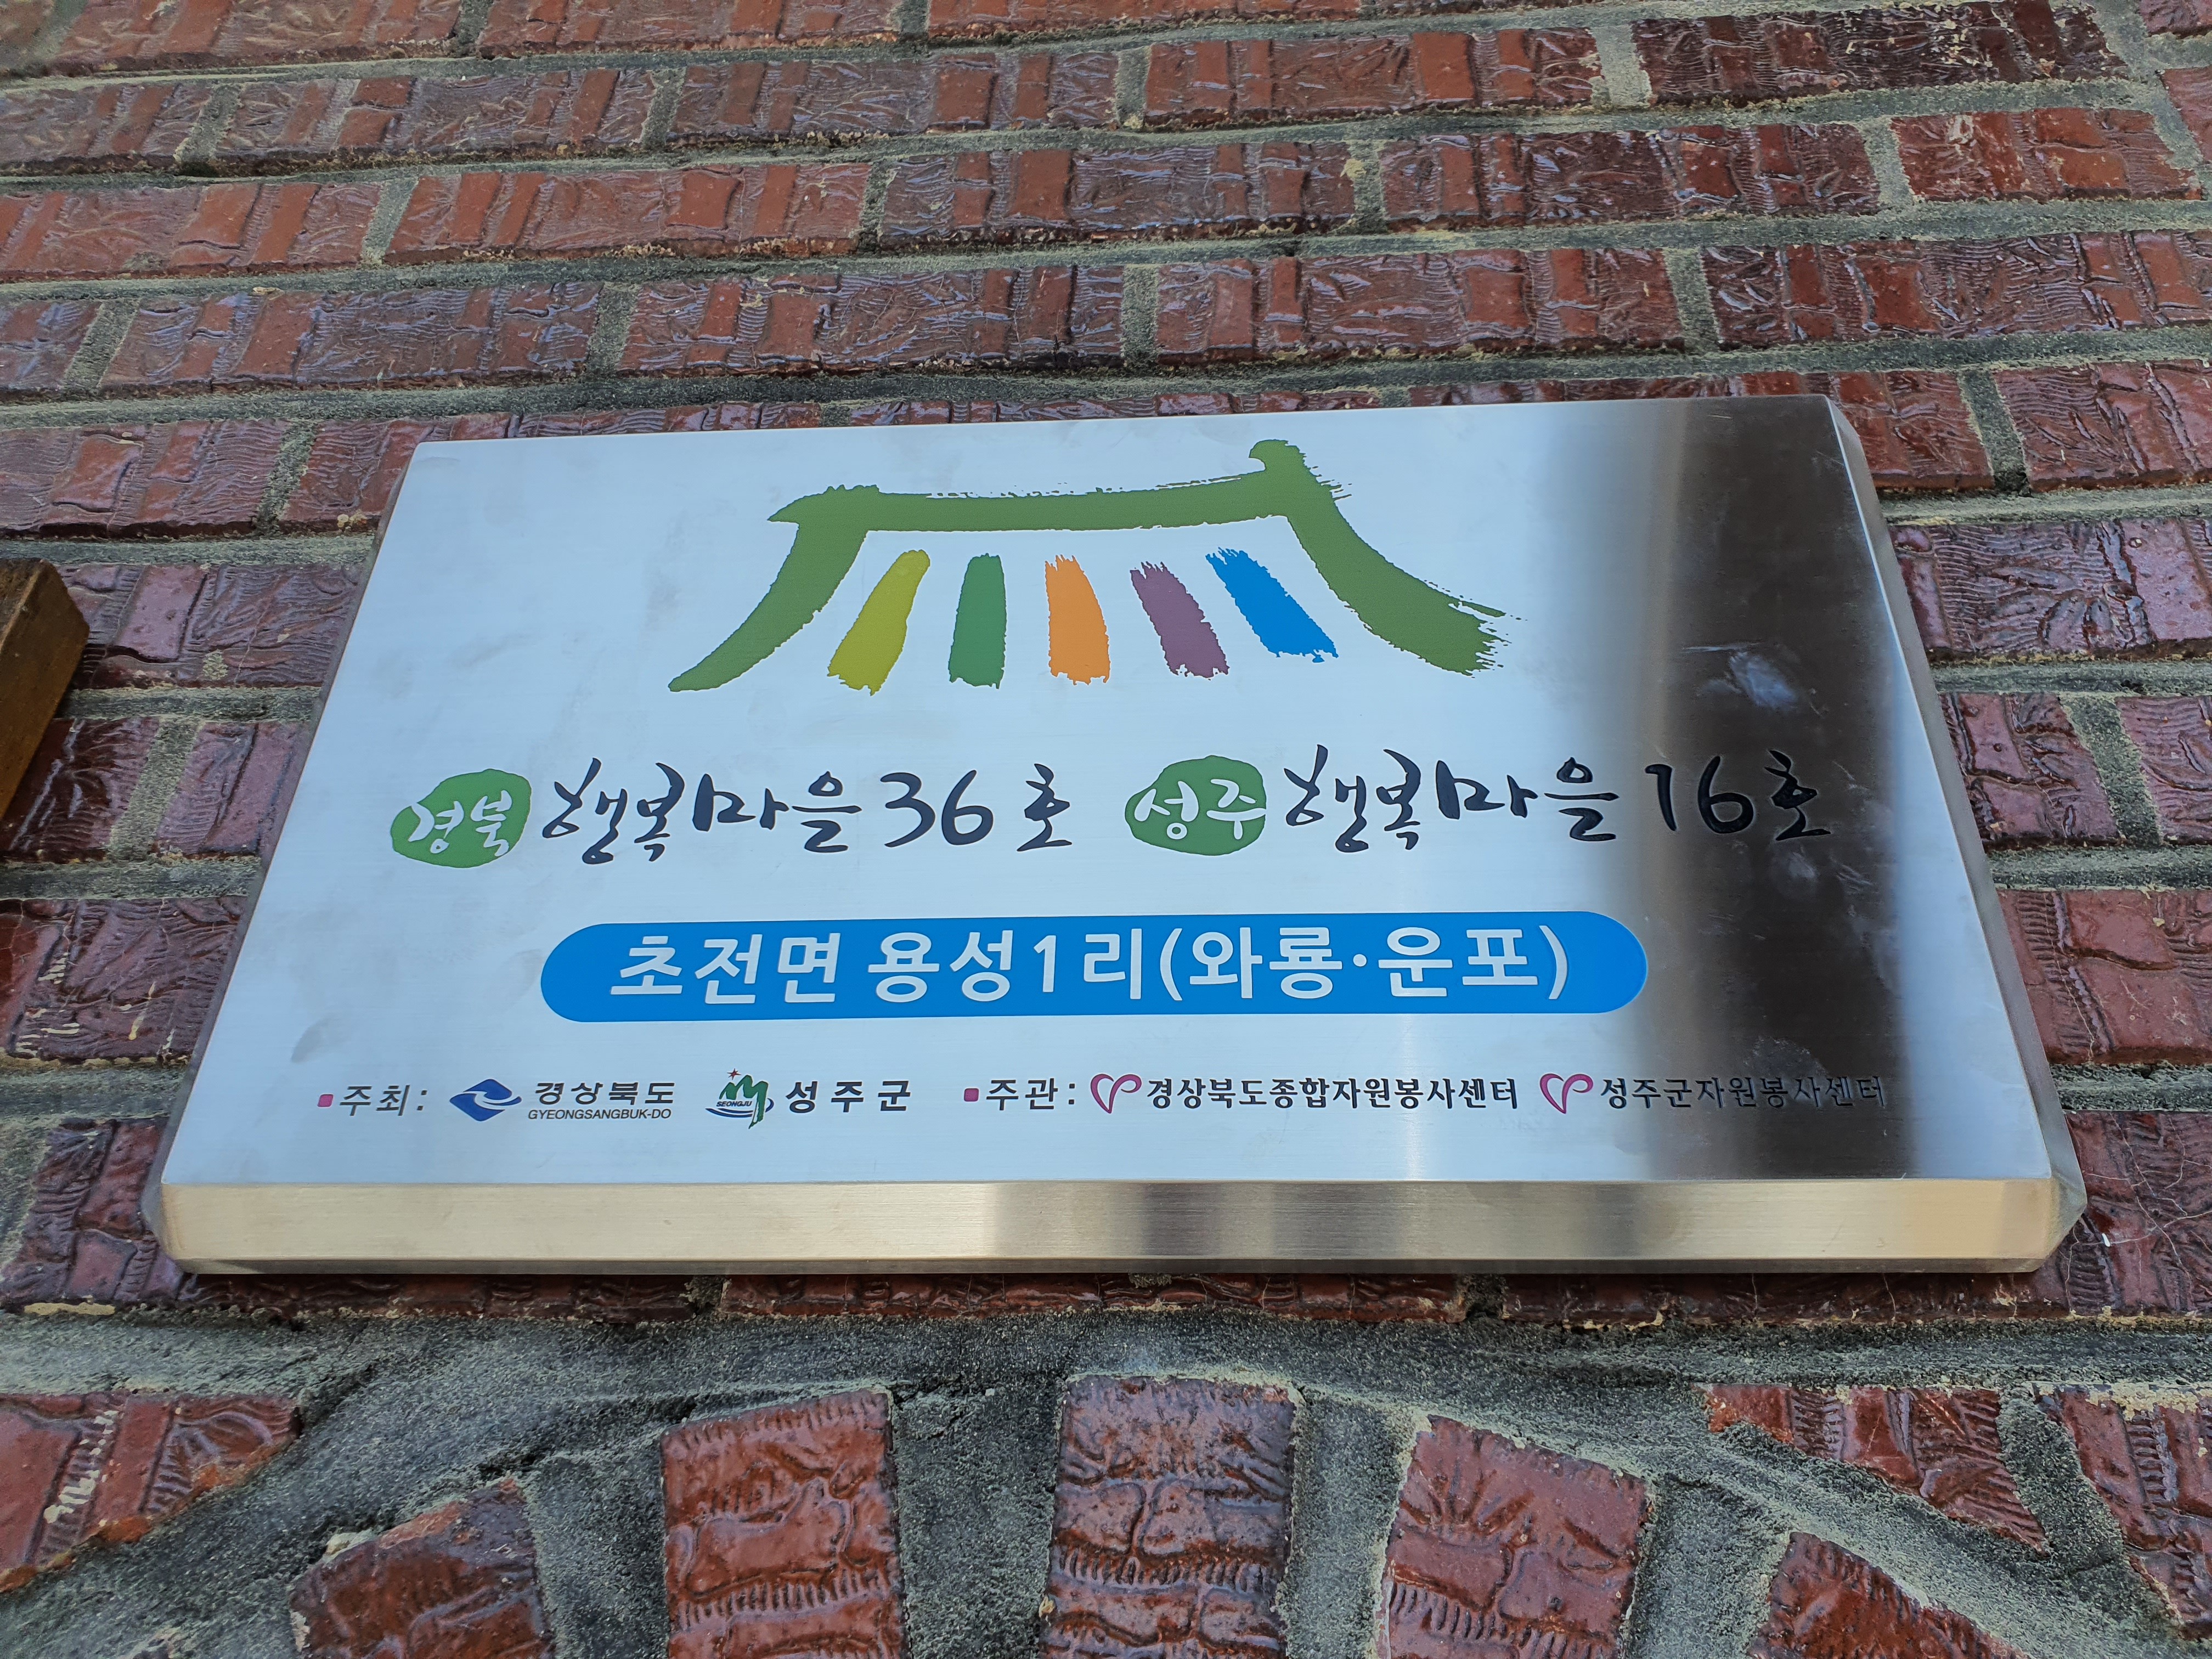 경북 행복마을 36호 성주 행복마을 16호
초전면 용성1리(와룡·운포)
주최: 경상북도 GYEONGSANGBUK-DO SEONGJU 성주군 주관: 경상북도종합자원봉사센터 성주군자원봉사센터